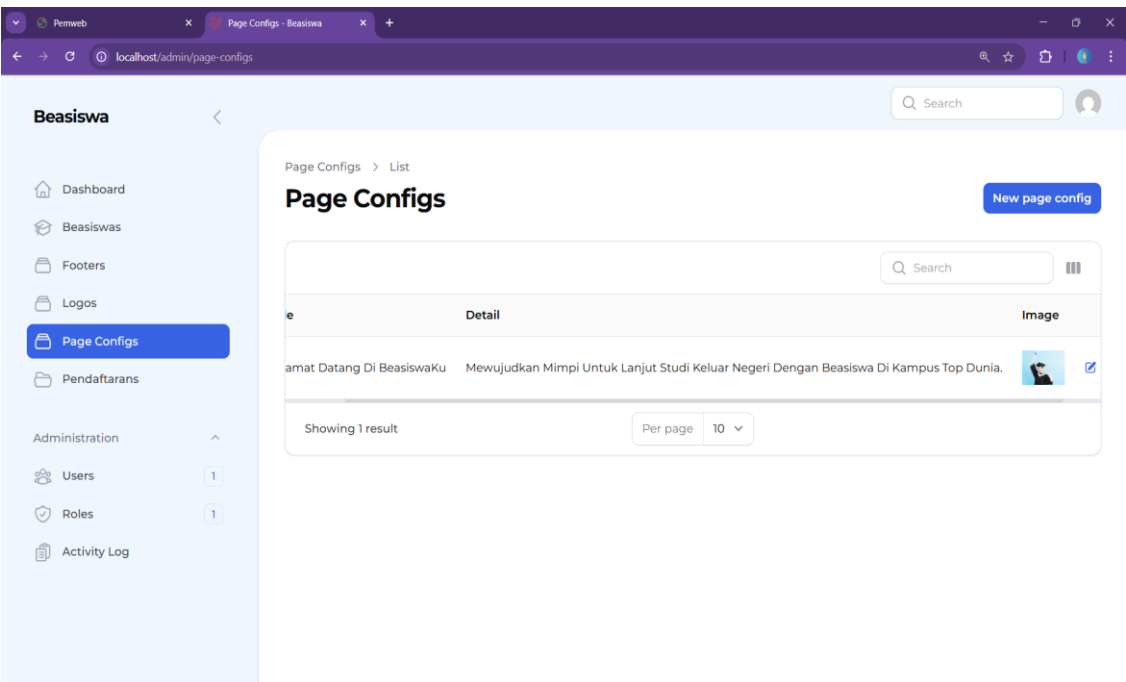 Pemweb
Page Configs - Beasiswa
localhost/admin/page-configs
Beasiswa
Search
Dashboard
Beasiswas
Footers
Logos
Page Configs
Pendaftarans
Administration
Users 1
Roles 1
Activity Log
Page Configs > List
Page Configs
New page config
Search
e Detail Image
amat Datang Di BeasiswaKu Mewujudkan Mimpi Untuk Lanjut Studi Keluar Negeri Dengan Beasiswa Di Kampus Top Dunia.
Showing 1 result
Per page 10